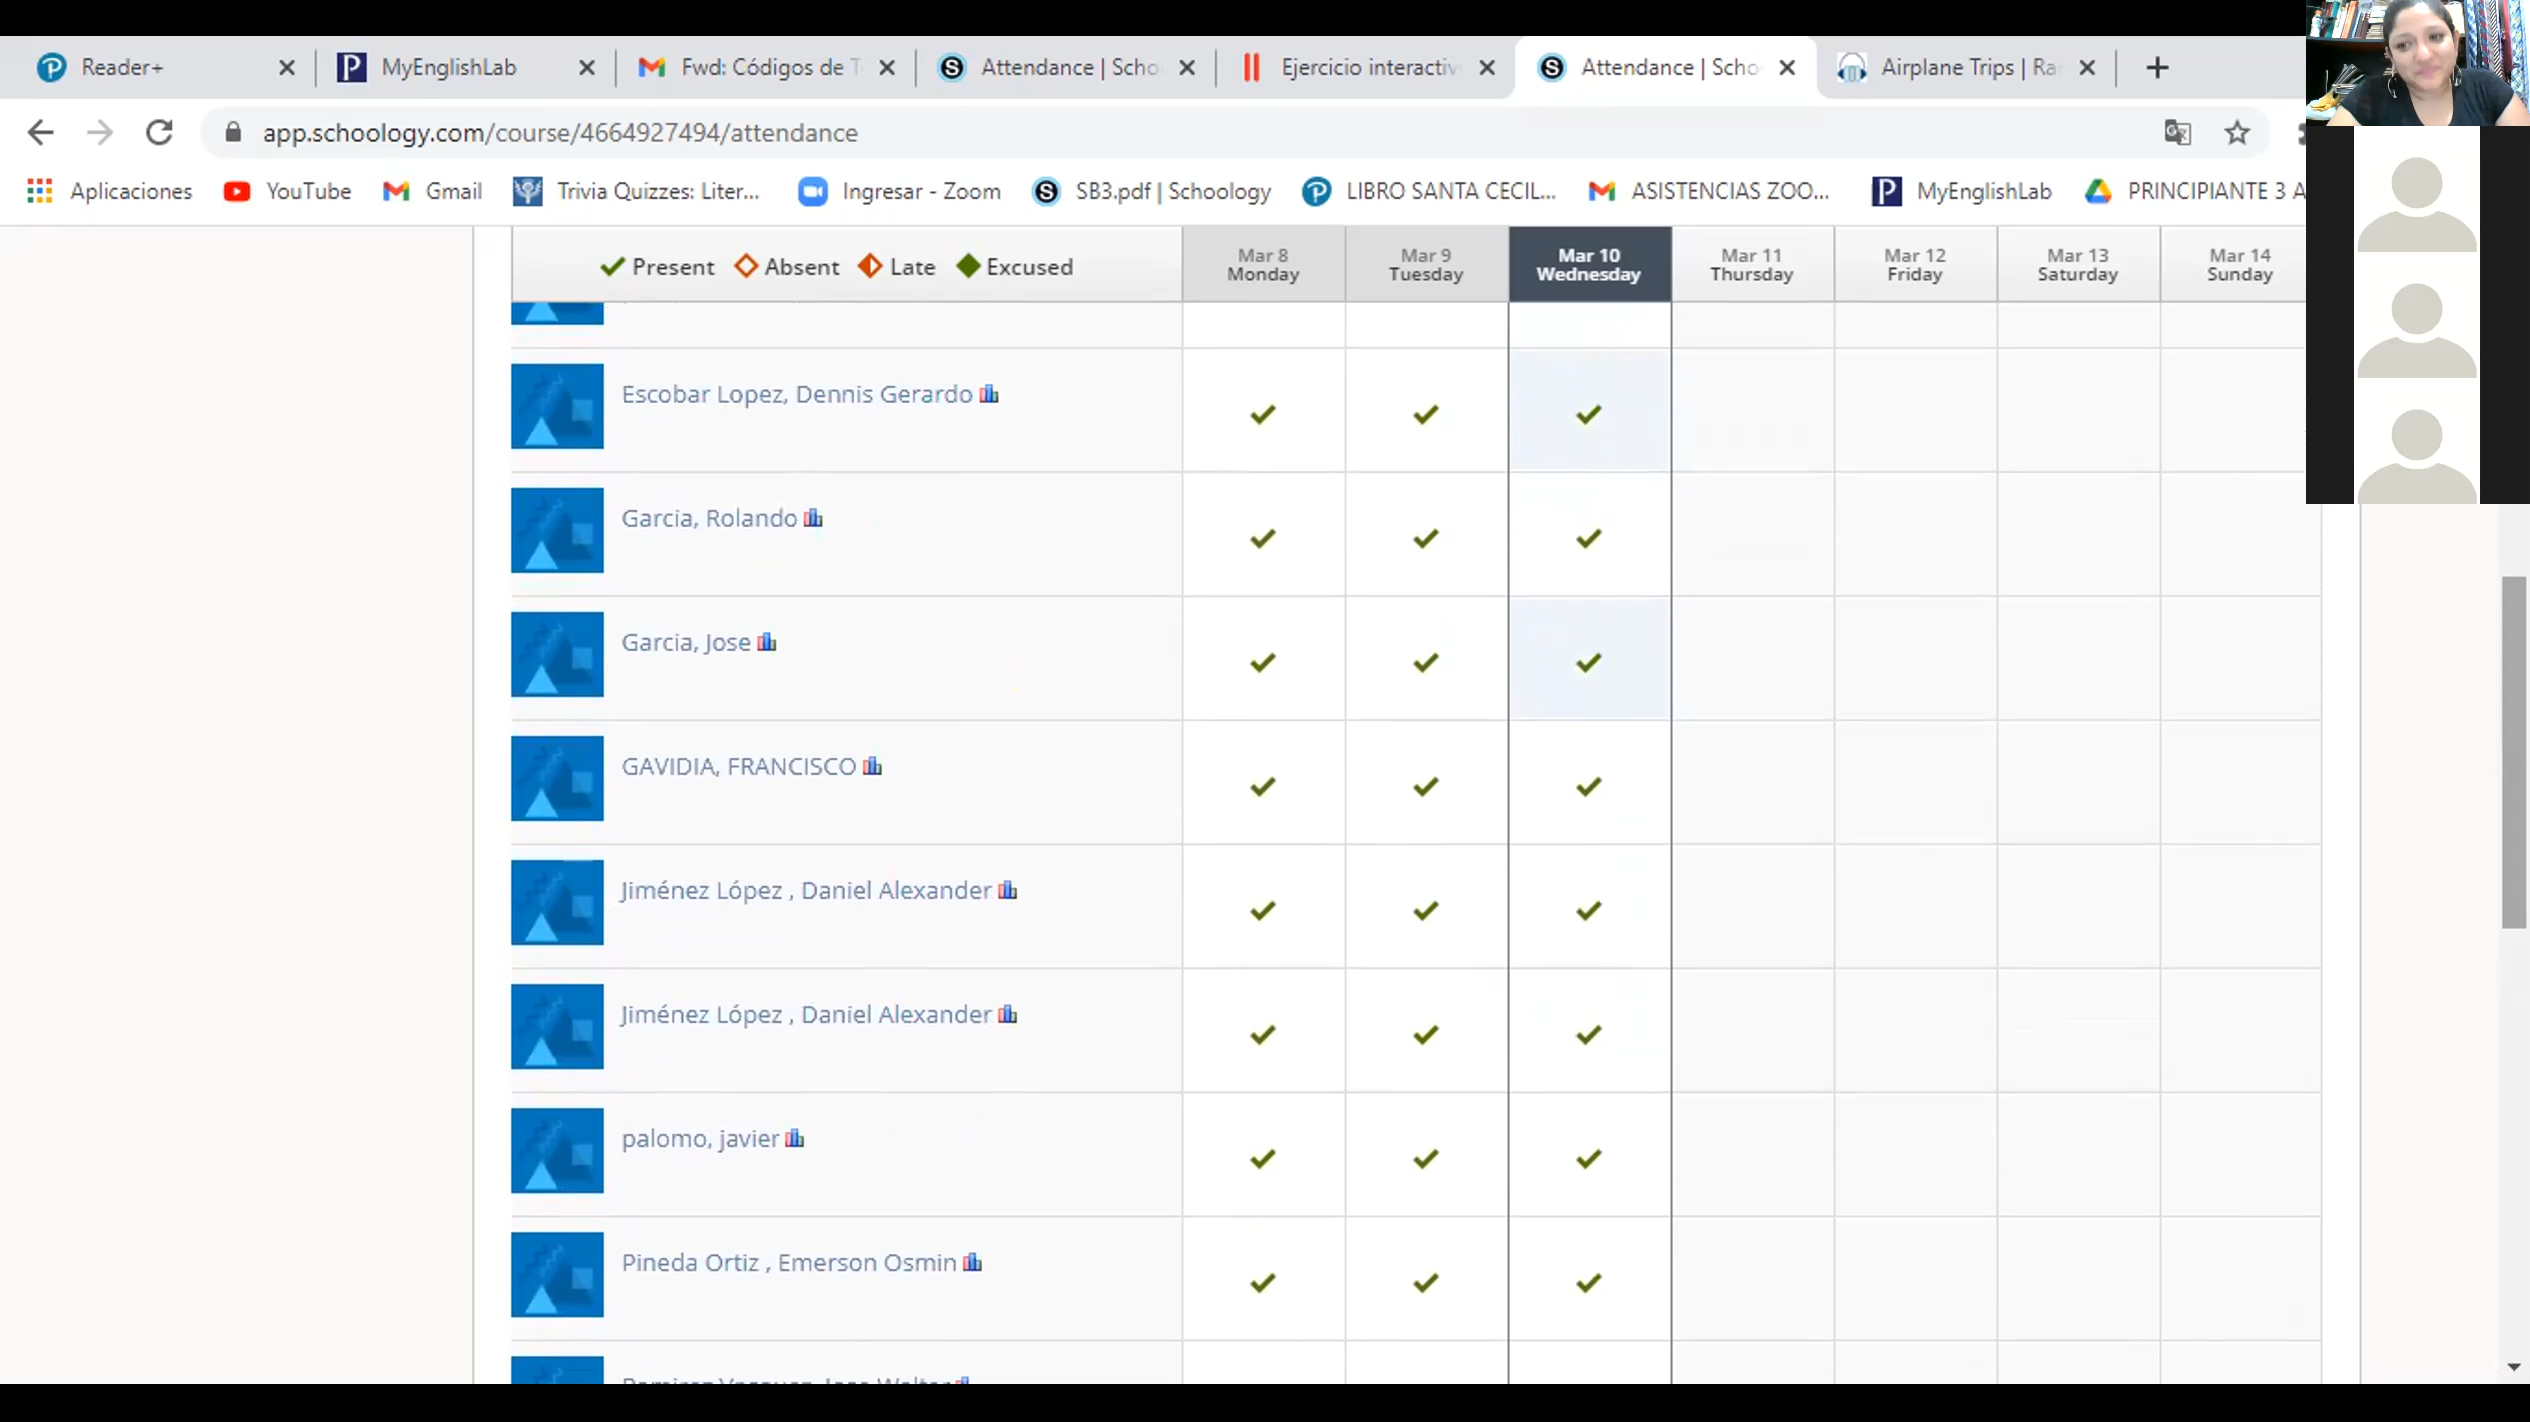 Reader+
MyEnglishLab
Fwd: Códigos de T
Attendance | Scho
Ejercicio interactiv
Attendance | Scho
Airplane Trips | Ra
app.schoology.com/course/4664927494/attendance
Aplicaciones
YouTube
Gmail
Trivia Quizzes: Liter...
Ingresar - Zoom
SB3.pdf | Schoology
LIBRO SANTA CECIL...
ASISTENCIAS ZOO...
MyEnglishLab
PRINCIPIANTE 3 A
Present Absent Late Excused
Mar 8
Monday
Mar 9
Tuesday
Mar 10
Wednesday
Mar 11
Thursday
Mar 12
Friday
Mar 13
Saturday
Mar 14
Sunday
Escobar Lopez, Dennis Gerardo
Garcia, Rolando
Garcia, Jose
GAVIDIA, FRANCISCO
Jiménez López , Daniel Alexander
Jiménez López , Daniel Alexander
palomo, javier
Pineda Ortiz , Emerson Osmin